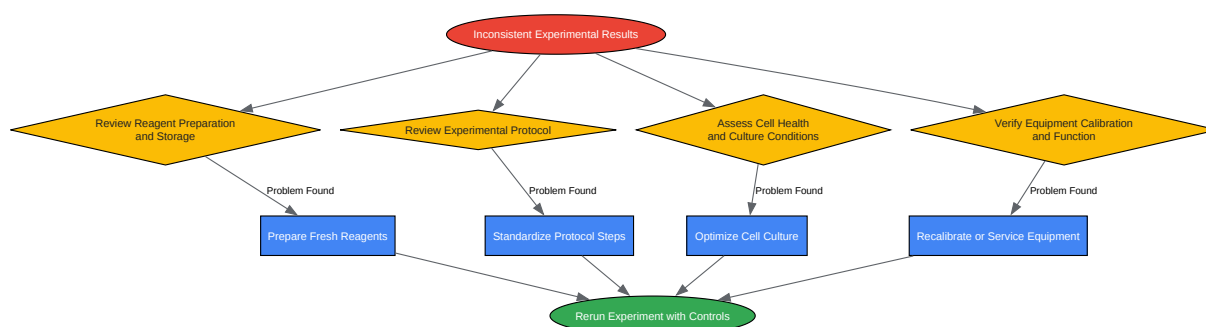 Inconsistent Experimental Results
Review Reagent Preparation
and Storage
Review Experimental Protocol
Assess Cell Health
and Culture Conditions
Verify Equipment Calibration
and Function
Problem Found
Problem Found
Problem Found
Problem Found
Prepare Fresh Reagents
Standardize Protocol Steps
Optimize Cell Culture
Recalibrate or Service Equipment
Rerun Experiment with Controls